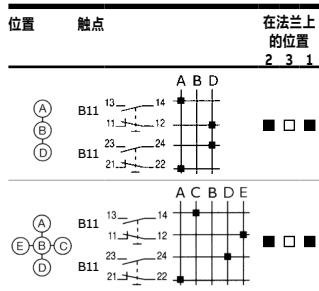 位置 触点 在法兰上
的位置
2 3 1
A B D
A
B
D
B11 13 14
11 12
B11 23 24
21 22
A C B D E
A
E B C
D
B11 13 14
11 12
B11 23 24
21 22